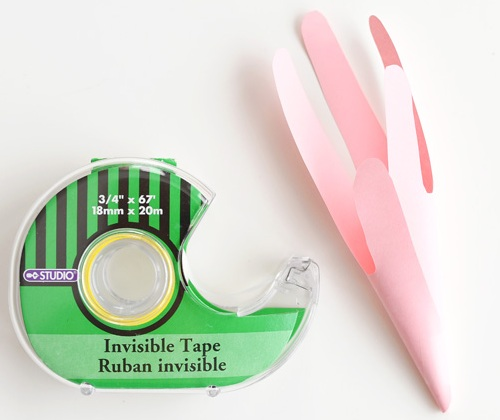 3/4" x 67'
18mm x 20m
STUDIO
Invisible Tape
Ruban invisible